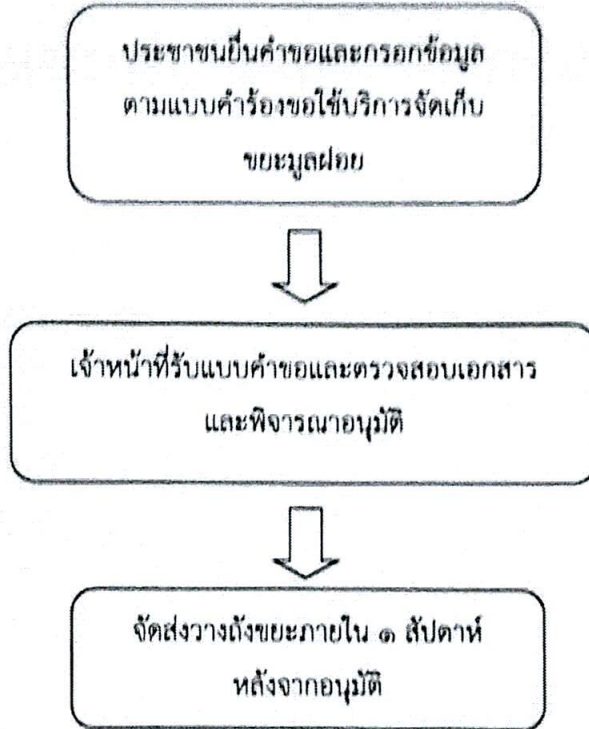 ประชาชนยื่นคำขอและกรอกข้อมูล
ตามแบบคำร้องขอใช้บริการจัดเก็บ
ขยะมูลฝอย
เจ้าหน้าที่รับแบบคำขอและตรวจสอบเอกสาร
และพิจารณาอนุมัติ
จัดส่งวางถังขยะภายใน ๑ สัปดาห์
หลังจากอนุมัติ